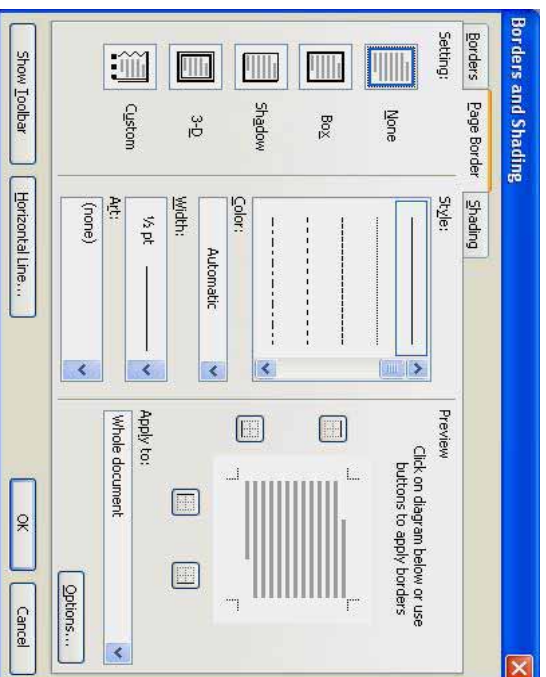 Borders and Shading
Borders
Page Border
Shading
Setting:
None
Box
Shadow
3-D
Custom
Style:
Color:
Automatic
Width:
½ pt
Art:
(none)
Preview
Click on diagram below or use
buttons to apply borders
Apply to:
Whole document
Options...
Show Toolbar
Horizontal Line...
OK
Cancel